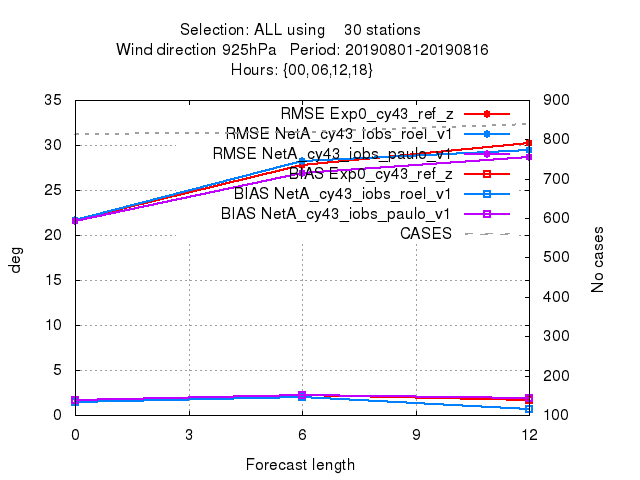 Selection: ALL using    30 stations
Wind direction 925hPa   Period: 20190801-20190816
Hours: {00,06,12,18}
35
30
25
20
15
10
5
0
deg
900
800
700
600
500
400
300
200
100
No cases
RMSE Exp0_cy43_ref_z
RMSE NetA_cy43_iobs_roel_v1
RMSE NetA_cy43_iobs_paulo_v1
BIAS Exp0_cy43_ref_z
BIAS NetA_cy43_iobs_roel_v1
BIAS NetA_cy43_iobs_paulo_v1
CASES
0 3 6 9 12
Forecast length